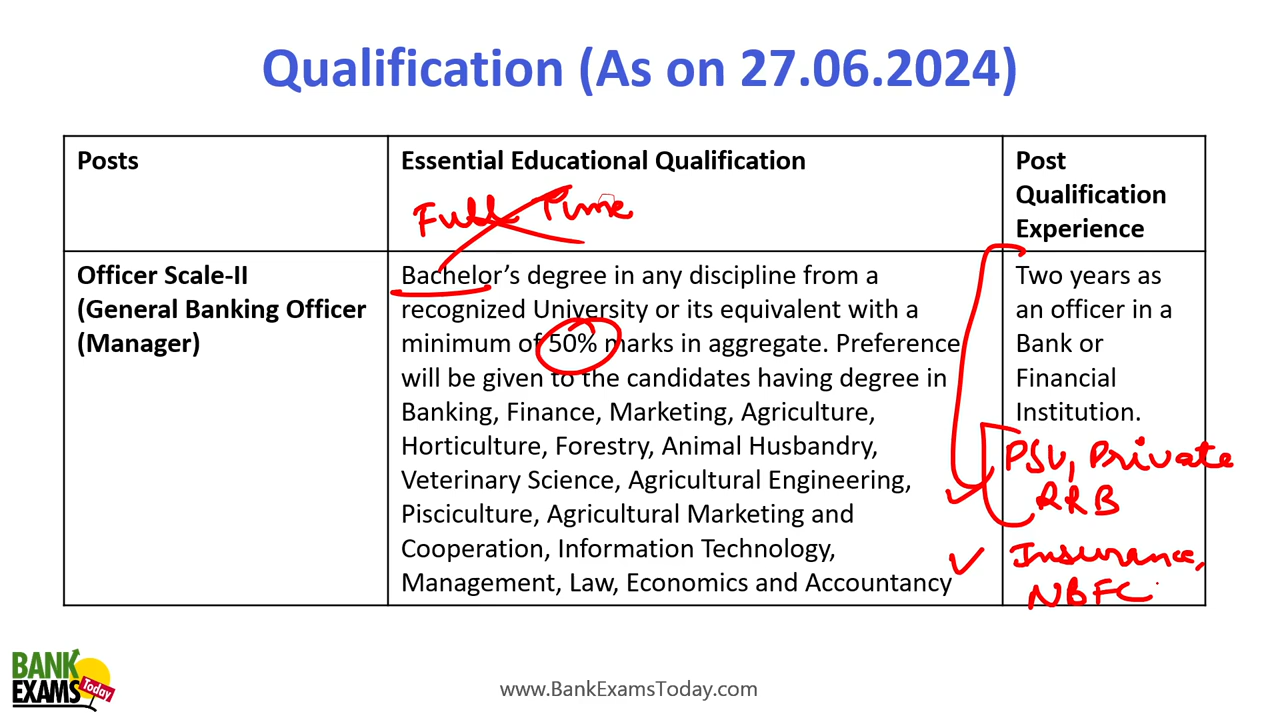 Qualification (As on 27.06.2024)
Posts
Essential Educational Qualification
Post
Qualification
Experience
Full Time
Officer Scale-II
(General Banking Officer
(Manager)
Bachelor's degree in any discipline from a
recognized University or its equivalent with a
minimum of 50% marks in aggregate. Preference
will be given to the candidates having degree in
Banking, Finance, Marketing, Agriculture,
Horticulture, Forestry, Animal Husbandry,
Veterinary Science, Agricultural Engineering,
Pisciculture, Agricultural Marketing and
Cooperation, Information Technology,
Management, Law, Economics and Accountancy
Two years as
an officer in a
Bank or
Financial
Institution.
PSU, Private
RRB
Insurance,
NBFC
BANK
EXAMS
Today
www.BankExamsToday.com